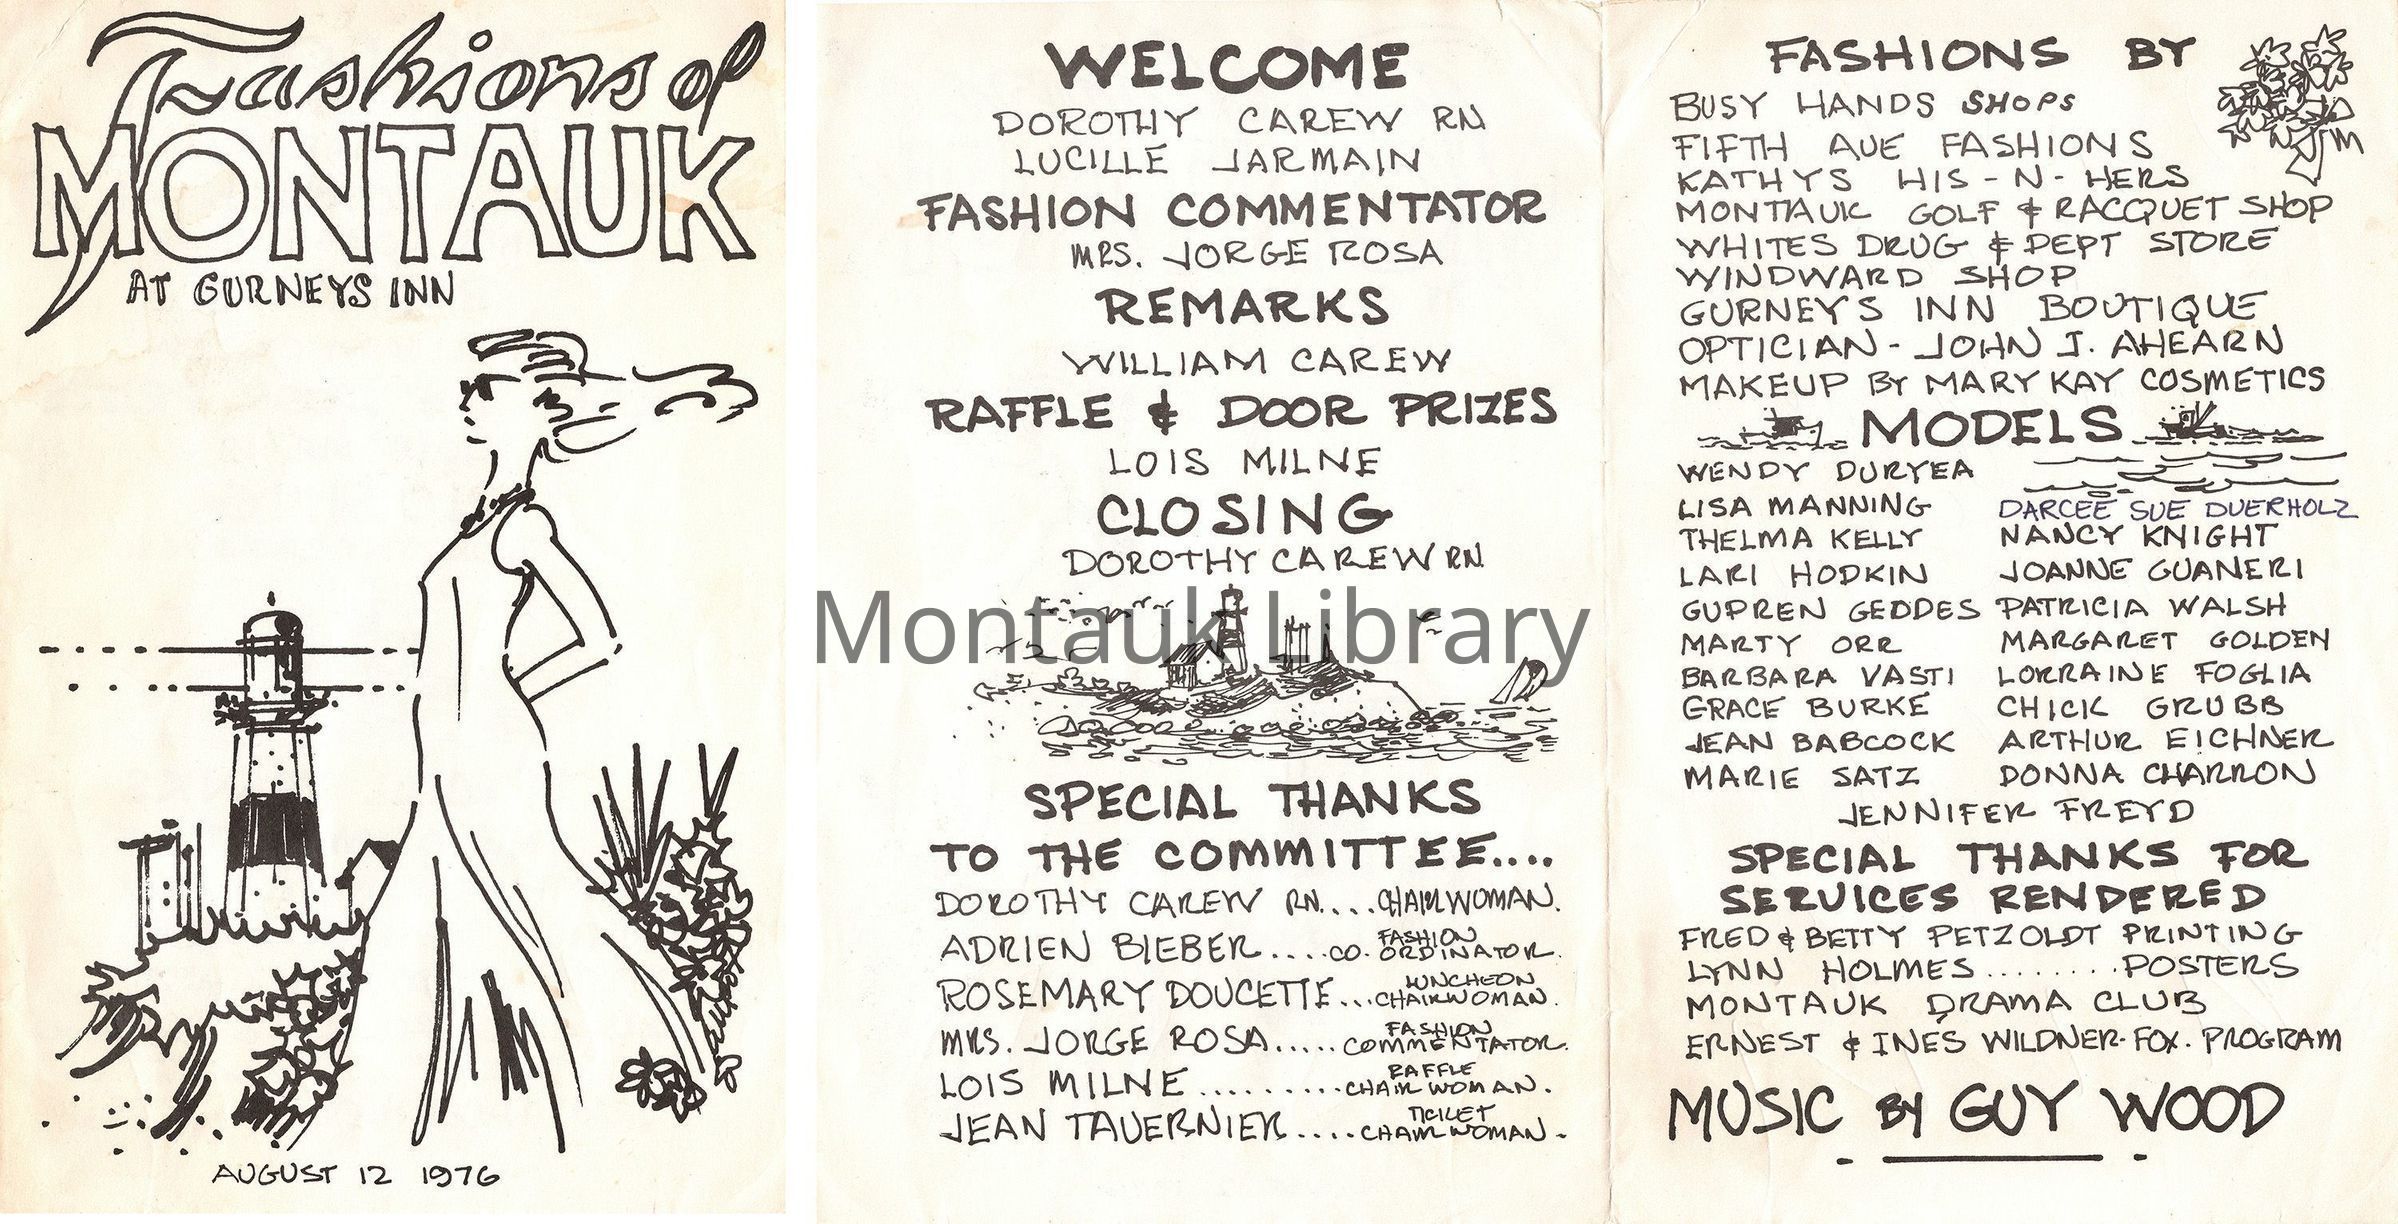 Fashions of
MONTAUK
AT GURNEYS INN
AUGUST 12 1976
WELCOME
DOROTHY CAREW RN
LUCILLE JARMAIN
FASHION COMMENTATOR
MRS. JORGE ROSA
REMARKS
WILLIAM CAREW
RAFFLE & DOOR PRIZES
LOIS MILNE
CLOSING
DOROTHY CAREW RN.
Montauk Library
SPECIAL THANKS
TO THE COMMITTEE....
DOROTHY CAREW RN....CHAIRWOMAN.
ADRIEN BIEBER....FASHION CO-ORDINATOR.
ROSEMARY DOUCETTE...LUNCHEON CHAIRWOMAN.
MRS. JORGE ROSA.....FASHION COMMENTATOR.
LOIS MILNE.........RAFFLE CHAIRWOMAN.
JEAN TAVERNIER....TICKET CHAIRWOMAN.
FASHIONS BY
BUSY HANDS SHOPS
FIFTH AVE FASHIONS
KATHYS HIS-N-HERS
MONTAUK GOLF & RACQUET SHOP
WHITES DRUG & DEPT STORE
WINDWARD SHOP
GURNEY'S INN BOUTIQUE
OPTICIAN- JOHN J. AHEARN
MAKEUP BY MARY KAY COSMETICS
MODELS
WENDY DURYEA
LISA MANNING DARCEE SUE DUERHOLZ
THELMA KELLY NANCY KNIGHT
LARI HODKIN JOANNE GUANERI
GUPREN GEDDES PATRICIA WALSH
MARTY ORR MARGARET GOLDEN
BARBARA VASTI LORRAINE FOGLIA
GRACE BURKE CHICK GRUBB
JEAN BABCOCK ARTHUR EICHNER
MARIE SATZ DONNA CHARRON
JENNIFER FREYD
SPECIAL THANKS FOR
SERVICES RENDERED
FRED & BETTY PETZOLDT PRINTING
LYNN HOLMES........POSTERS
MONTAUK DRAMA CLUB
ERNEST & INES WILDNER-FOX. PROGRAM
MUSIC BY GUY WOOD